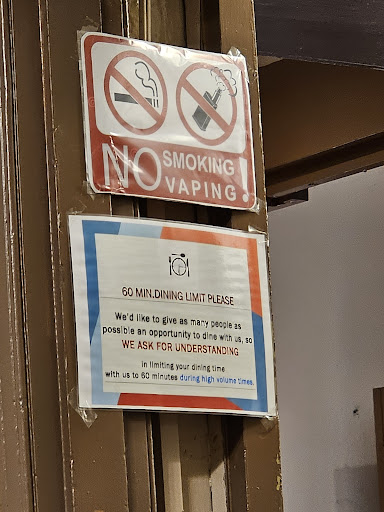 NO SMOKING VAPING!
60 MIN.DINING LIMIT PLEASE
We'd like to give as many people as
possible an opportunity to dine with us, so
WE ASK FOR UNDERSTANDING
in limiting your dining time
with us to 60 minutes during high volume times.